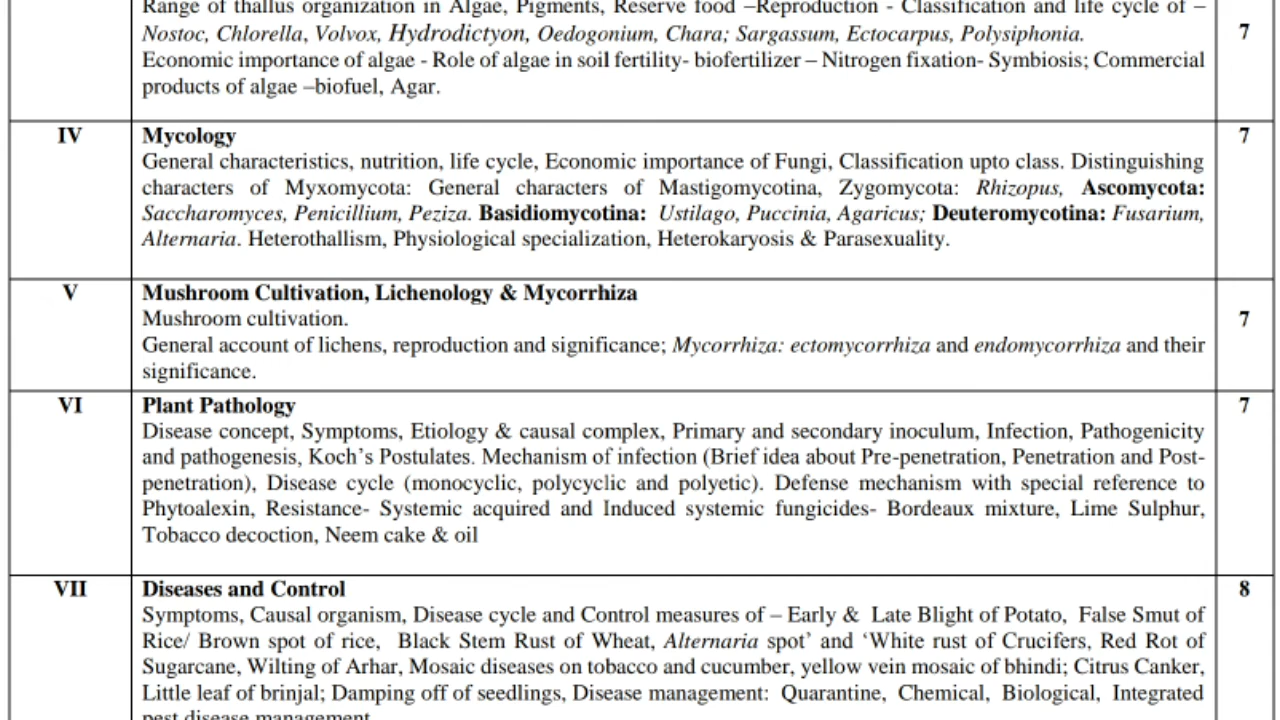 Range of thallus organization in Algae, Pigments, Reserve food –Reproduction - Classification and life cycle of –
Nostoc, Chlorella, Volvox, Hydrodictyon, Oedogonium, Chara; Sargassum, Ectocarpus, Polysiphonia.
7
Economic importance of algae - Role of algae in soil fertility- biofertilizer – Nitrogen fixation- Symbiosis; Commercial
products of algae –biofuel, Agar.
IV
Mycology
7
General characteristics, nutrition, life cycle, Economic importance of Fungi, Classification upto class. Distinguishing
characters of Myxomycota: General characters of Mastigomycotina, Zygomycota: Rhizopus, Ascomycota:
Saccharomyces, Penicillium, Peziza. Basidiomycotina: Ustilago, Puccinia, Agaricus; Deuteromycotina: Fusarium,
Alternaria. Heterothallism, Physiological specialization, Heterokaryosis & Parasexuality.
V
Mushroom Cultivation, Lichenology & Mycorrhiza
Mushroom cultivation.
7
General account of lichens, reproduction and significance; Mycorrhiza: ectomycorrhiza and endomycorrhiza and their
significance.
VI
Plant Pathology
7
Disease concept, Symptoms, Etiology & causal complex, Primary and secondary inoculum, Infection, Pathogenicity
and pathogenesis, Koch’s Postulates. Mechanism of infection (Brief idea about Pre-penetration, Penetration and Post-
penetration), Disease cycle (monocyclic, polycyclic and polyetic). Defense mechanism with special reference to
Phytoalexin, Resistance- Systemic acquired and Induced systemic fungicides- Bordeaux mixture, Lime Sulphur,
Tobacco decoction, Neem cake & oil
VII
Diseases and Control
8
Symptoms, Causal organism, Disease cycle and Control measures of – Early & Late Blight of Potato, False Smut of
Rice/ Brown spot of rice, Black Stem Rust of Wheat, Alternaria spot’ and ‘White rust of Crucifers, Red Rot of
Sugarcane, Wilting of Arhar, Mosaic diseases on tobacco and cucumber, yellow vein mosaic of bhindi; Citrus Canker,
Little leaf of brinjal; Damping off of seedlings, Disease management: Quarantine, Chemical, Biological, Integrated
pest disease management